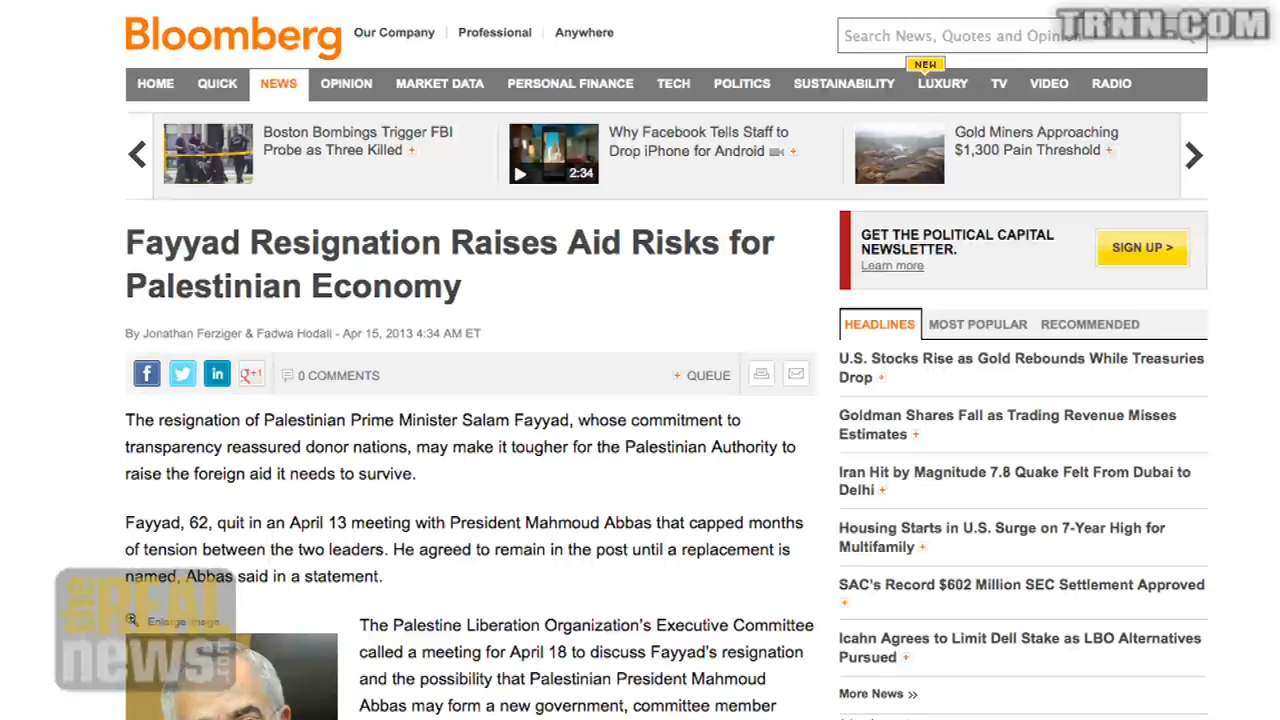 TRNN.COM
Bloomberg
Our Company
Professional
Anywhere
Search News, Quotes and Opinion
HOME
QUICK
NEWS
OPINION
MARKET DATA
PERSONAL FINANCE
TECH
POLITICS
SUSTAINABILITY
NEW
LUXURY
TV
VIDEO
RADIO
Boston Bombings Trigger FBI
Probe as Three Killed +
2:34
Why Facebook Tells Staff to
Drop iPhone for Android +
Gold Miners Approaching
$1,300 Pain Threshold +
Fayyad Resignation Raises Aid Risks for
Palestinian Economy
By Jonathan Ferziger & Fadwa Hodali - Apr 15, 2013 4:34 AM ET
f
in
g+1
0 COMMENTS
+ QUEUE
The resignation of Palestinian Prime Minister Salam Fayyad, whose commitment to
transparency reassured donor nations, may make it tougher for the Palestinian Authority to
raise the foreign aid it needs to survive.
Fayyad, 62, quit in an April 13 meeting with President Mahmoud Abbas that capped months
of tension between the two leaders. He agreed to remain in the post until a replacement is
named, Abbas said in a statement.
Enlarge image
The Palestine Liberation Organization's Executive Committee
called a meeting for April 18 to discuss Fayyad's resignation
and the possibility that Palestinian President Mahmoud
Abbas may form a new government, committee member
the
REAL
news.com
GET THE POLITICAL CAPITAL
NEWSLETTER.
Learn more
SIGN UP >
HEADLINES
MOST POPULAR
RECOMMENDED
U.S. Stocks Rise as Gold Rebounds While Treasuries
Drop +
Goldman Shares Fall as Trading Revenue Misses
Estimates +
Iran Hit by Magnitude 7.8 Quake Felt From Dubai to
Delhi +
Housing Starts in U.S. Surge on 7-Year High for
Multifamily +
SAC's Record $602 Million SEC Settlement Approved
+
Icahn Agrees to Limit Dell Stake as LBO Alternatives
Pursued +
More News »